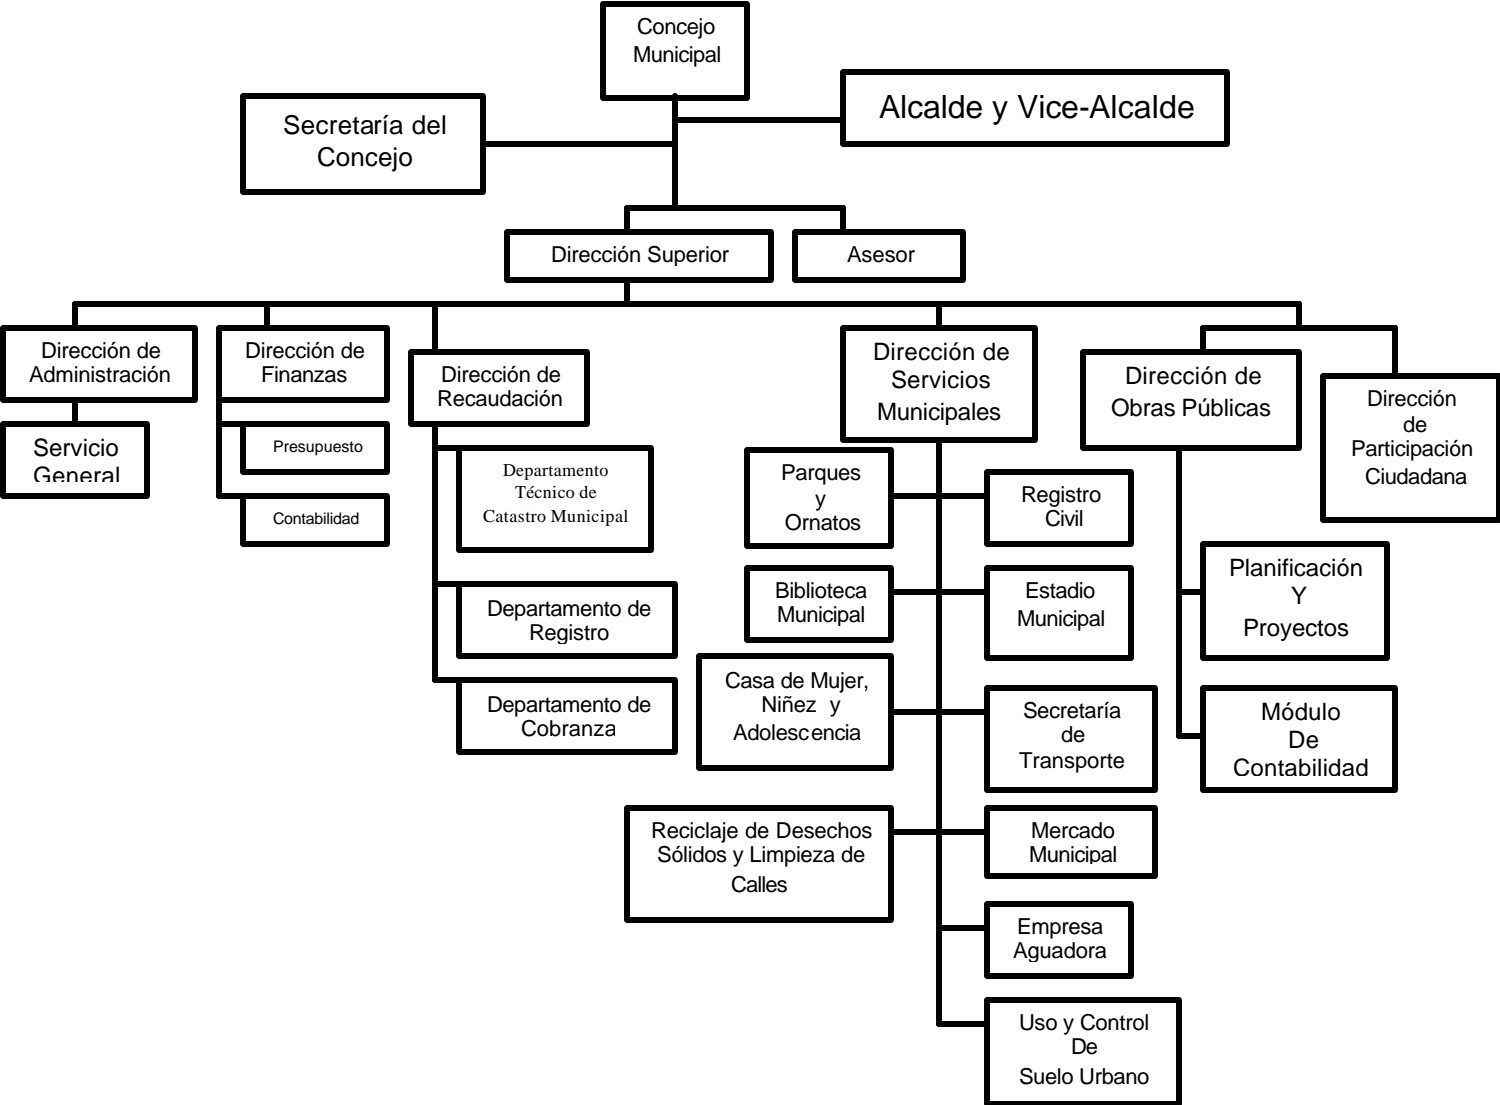 Concejo
Municipal
Alcalde y Vice-Alcalde
Secretaría del
Concejo
Dirección Superior
Asesor
Dirección de
Administración
Dirección de
Finanzas
Dirección de
Recaudación
Dirección de
Servicios
Municipales
Dirección de
Obras Públicas
Dirección
de
Participación
Ciudadana
Servicio
General
Presupuesto
Contabilidad
Departamento
Técnico de
Catastro Municipal
Departamento de
Registro
Departamento de
Cobranza
Parques
y
Ornatos
Registro
Civil
Biblioteca
Municipal
Estadio
Municipal
Casa de Mujer,
Niñez y
Adolescencia
Secretaría
de
Transporte
Reciclaje de Desechos
Sólidos y Limpieza de
Calles
Mercado
Municipal
Empresa
Aguadora
Uso y Control
De
Suelo Urbano
Planificación
Y
Proyectos
Módulo
De
Contabilidad